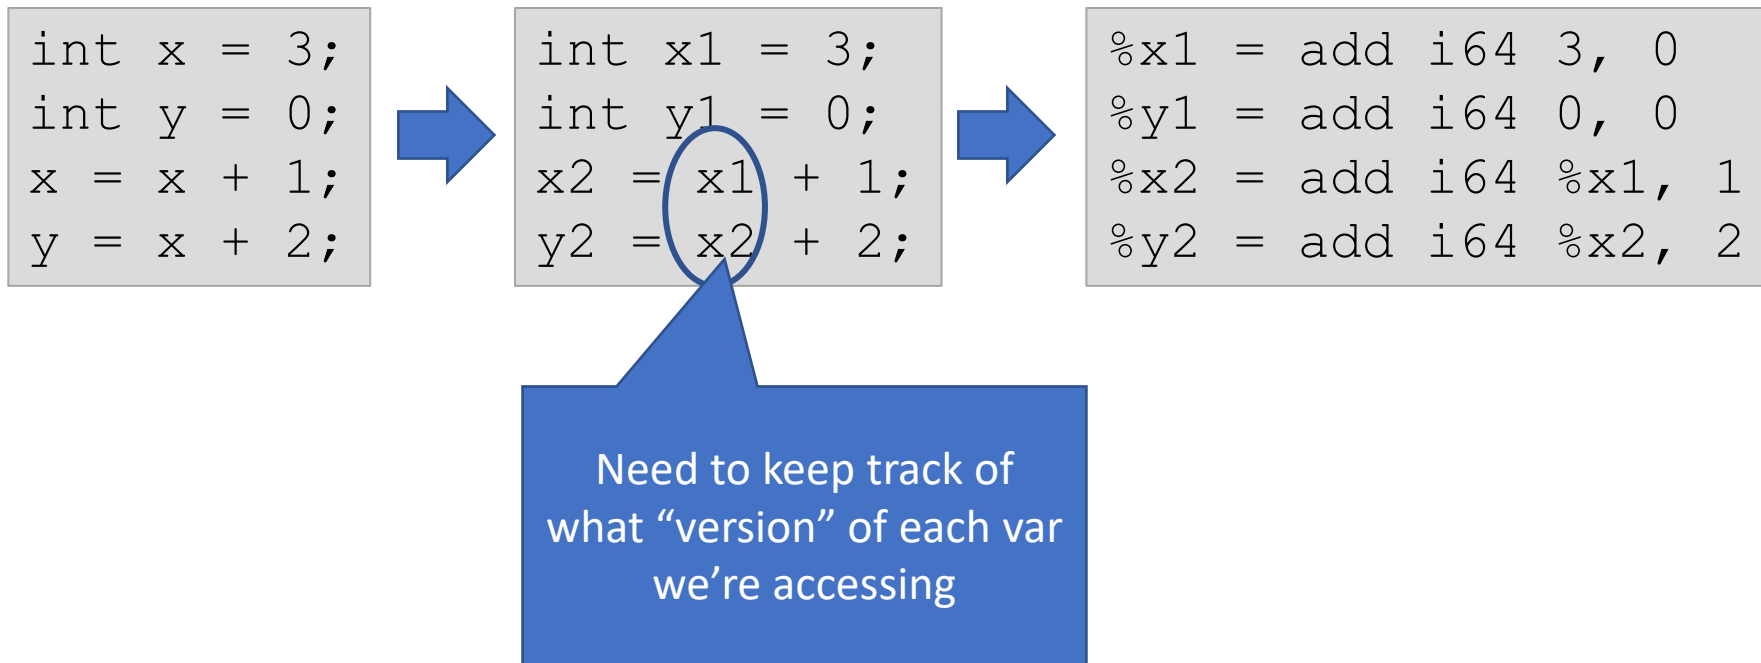 int x = 3;
int y = 0;
x = x + 1;
y = x + 2;
int x1 = 3;
int y1 = 0;
x2 = x1 + 1;
y2 = x2 + 2;
%x1 = add i64 3, 0
%y1 = add i64 0, 0
%x2 = add i64 %x1, 1
%y2 = add i64 %x2, 2
Need to keep track of
what “version” of each var
we’re accessing